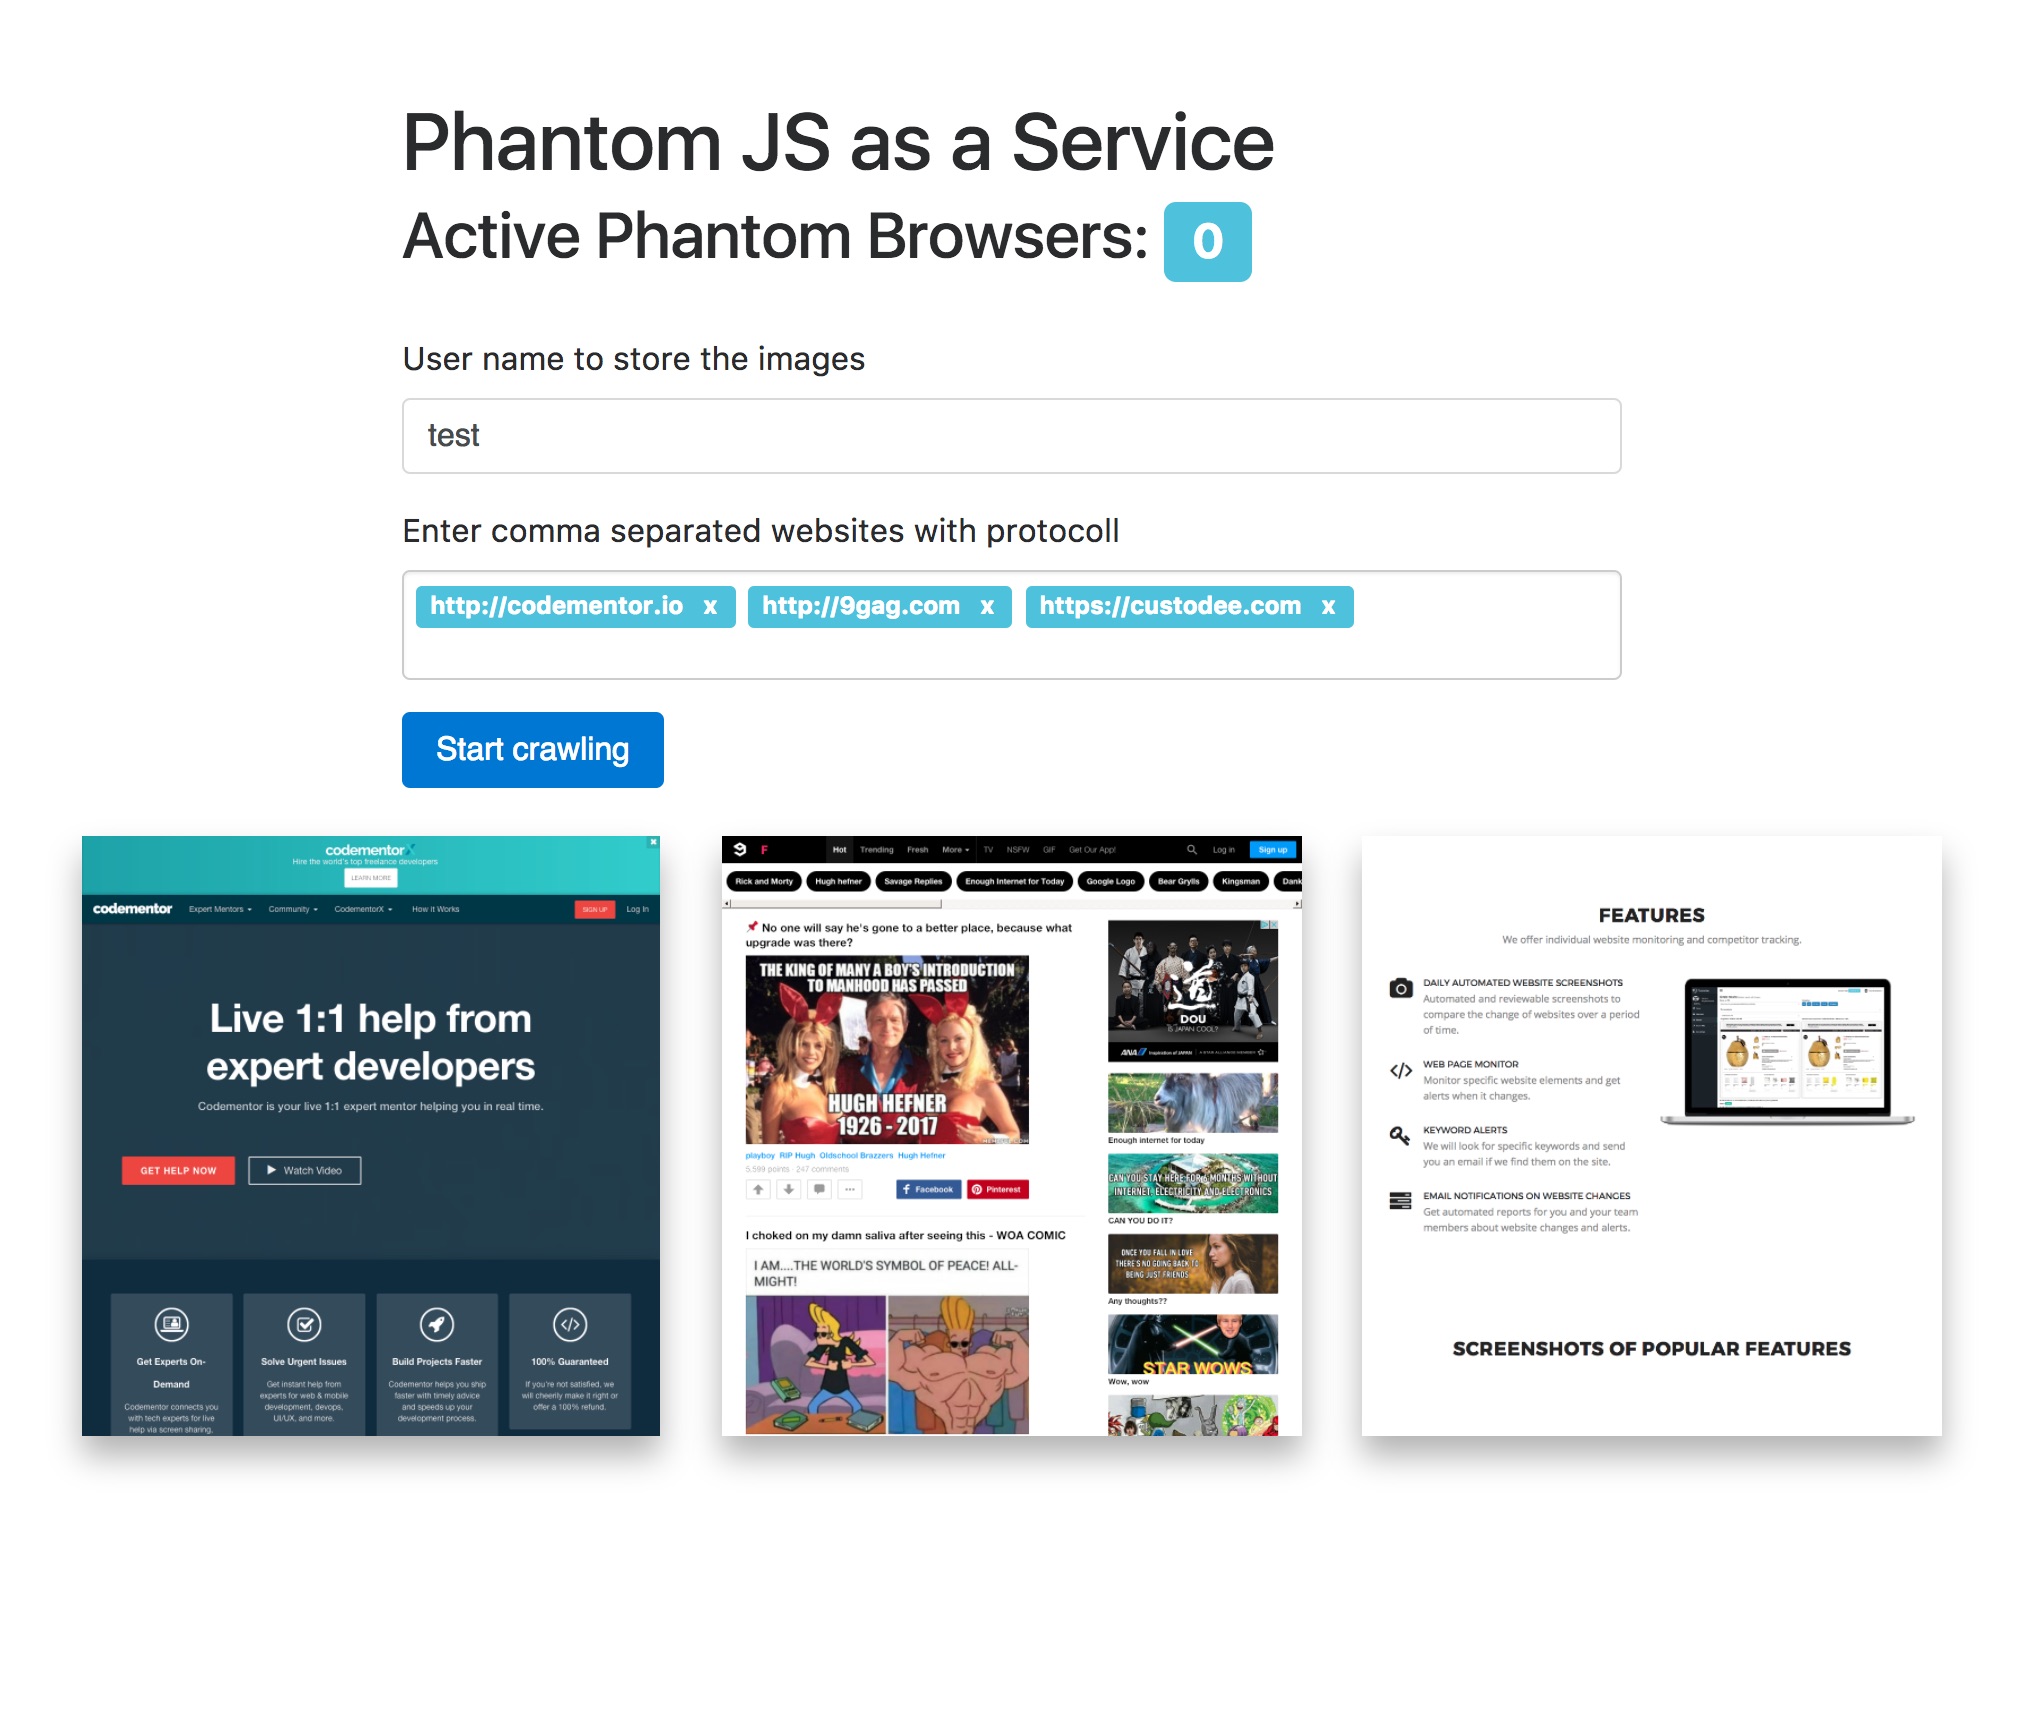 Phantom JS as a Service
Active Phantom Browsers: 0
User name to store the images
test
Enter comma separated websites with protocoll
http://codementor.io x http://9gag.com x https://custodee.com x
Start crawling
codementorX
Hire the world's top freelance developers
LEARN MORE
codementor Expert Mentors Community CodementorX How it Works SIGN UP Log In
Live 1:1 help from
expert developers
Codementor is your live 1:1 expert mentor helping you in real time.
GET HELP NOW Watch Video
Get Experts On-
Demand
Codementor connects you
with tech experts for live
help via screen sharing,
Solve Urgent Issues
Get instant help from
experts for web & mobile
development, devops,
UI/UX, and more.
Build Projects Faster
Codementor helps you ship
faster with timely advice
and speeds up your
development process.
100% Guaranteed
If you're not satisfied, we
will cheerily make it right or
offer a 100% refund.
F Hot Trending Fresh More TV NSFW GIF Get Our App! Log in Sign up
Rick and Morty Hugh hefner Savage Replies Enough Internet for Today Google Logo Bear Grylls Kingsman Dank
No one will say he's gone to a better place, because what
upgrade was there?
THE KING OF MANY A BOY'S INTRODUCTION
TO MANHOOD HAS PASSED
HUGH HEFNER
1926 - 2017
playboy RIP Hugh Oldschool Brazzers Hugh Hefner
5,599 points · 247 comments
Facebook Pinterest
I choked on my damn saliva after seeing this - WOA COMIC
I AM....THE WORLD'S SYMBOL OF PEACE! ALL-
MIGHT!
道
DOU
IS JAPAN COOL?
ANA Inspiration of JAPAN A STAR ALLIANCE MEMBER
Enough internet for today
CAN YOU STAY HERE FOR 6 MONTHS WITHOUT
INTERNET, ELECTRICITY AND ELECTRONICS
CAN YOU DO IT?
ONCE YOU FALL IN LOVE
THERE'S NO GOING BACK TO
BEING JUST FRIENDS
Any thoughts??
STAR WOWS
Wow, wow
FEATURES
We offer individual website monitoring and competitor tracking.
DAILY AUTOMATED WEBSITE SCREENSHOTS
Automated and reviewable screenshots to
compare the change of websites over a period
of time.
WEB PAGE MONITOR
Monitor specific website elements and get
alerts when it changes.
KEYWORD ALERTS
We will look for specific keywords and send
you an email if we find them on the site.
EMAIL NOTIFICATIONS ON WEBSITE CHANGES
Get automated reports for you and your team
members about website changes and alerts.
SCREENSHOTS OF POPULAR FEATURES